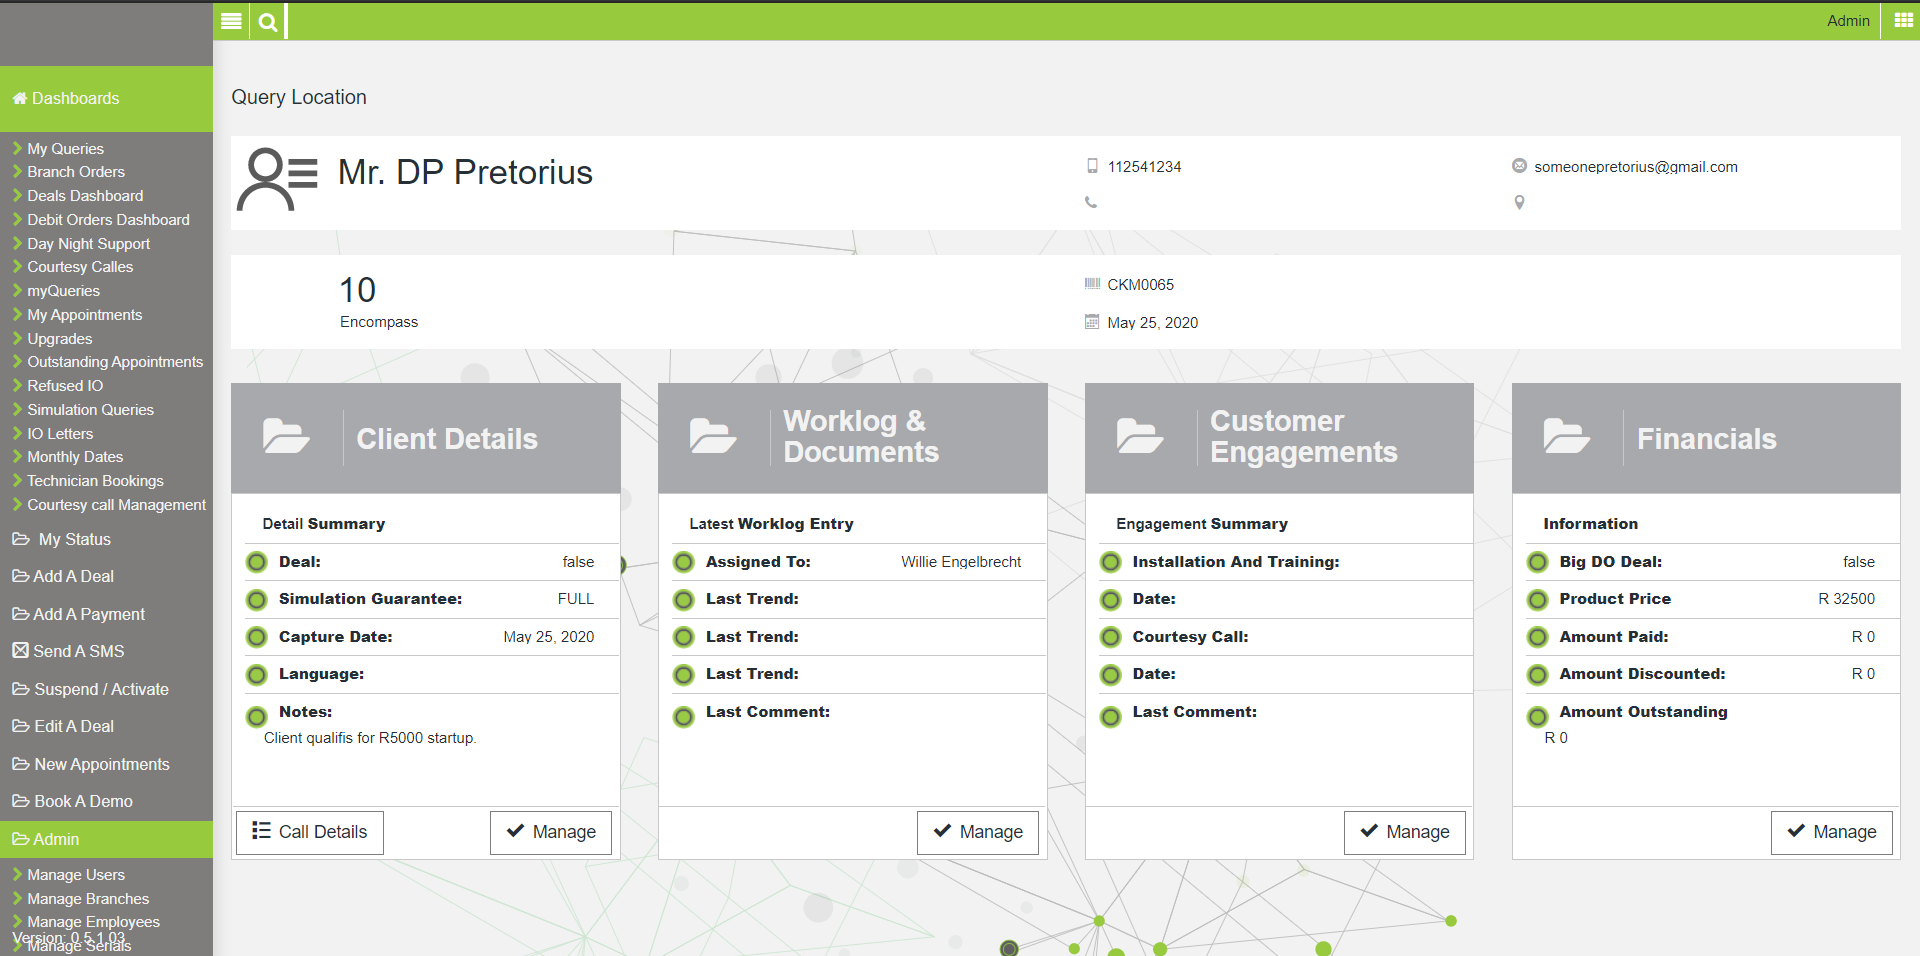 Admin
Dashboards
My Queries
Branch Orders
Deals Dashboard
Debit Orders Dashboard
Day Night Support
Courtesy Calles
myQueries
My Appointments
Upgrades
Outstanding Appointments
Refused IO
Simulation Queries
IO Letters
Monthly Dates
Technician Bookings
Courtesy call Management
My Status
Add A Deal
Add A Payment
Send A SMS
Suspend / Activate
Edit A Deal
New Appointments
Book A Demo
Admin
Manage Users
Manage Branches
Manage Employees
Version: 0.5.1.03
Manage Serials
Query Location
Mr. DP Pretorius
112541234
someonepretorius@gmail.com
10
Encompass
CKM0065
May 25, 2020
Client Details
Detail Summary
Deal: false
Simulation Guarantee: FULL
Capture Date: May 25, 2020
Language:
Notes:
Client qualifis for R5000 startup.
Call Details
Manage
Worklog &
Documents
Latest Worklog Entry
Assigned To: Willie Engelbrecht
Last Trend:
Last Trend:
Last Trend:
Last Comment:
Manage
Customer
Engagements
Engagement Summary
Installation And Training:
Date:
Courtesy Call:
Date:
Last Comment:
Manage
Financials
Information
Big DO Deal: false
Product Price R 32500
Amount Paid: R 0
Amount Discounted: R 0
Amount Outstanding
R 0
Manage